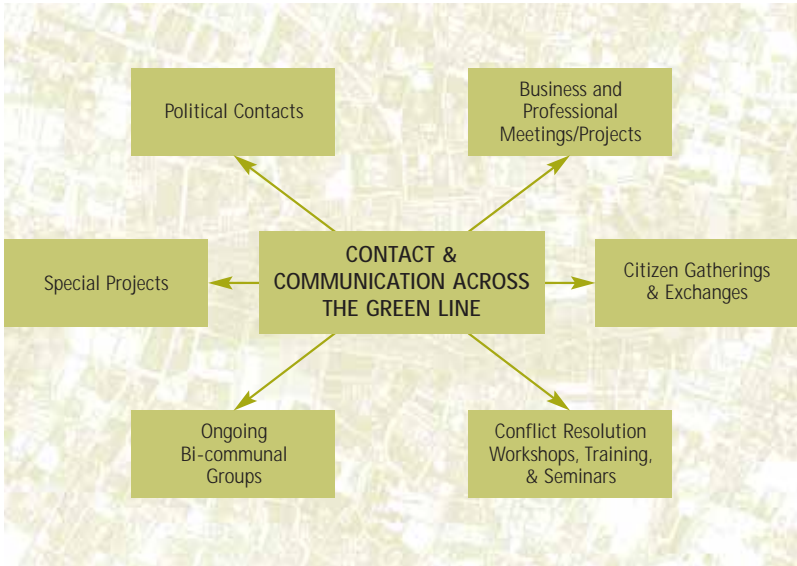 Political Contacts
Business and
Professional
Meetings/Projects
Special Projects
CONTACT &
COMMUNICATION ACROSS
THE GREEN LINE
Citizen Gatherings
& Exchanges
Ongoing
Bi-communal
Groups
Conflict Resolution
Workshops, Training,
& Seminars